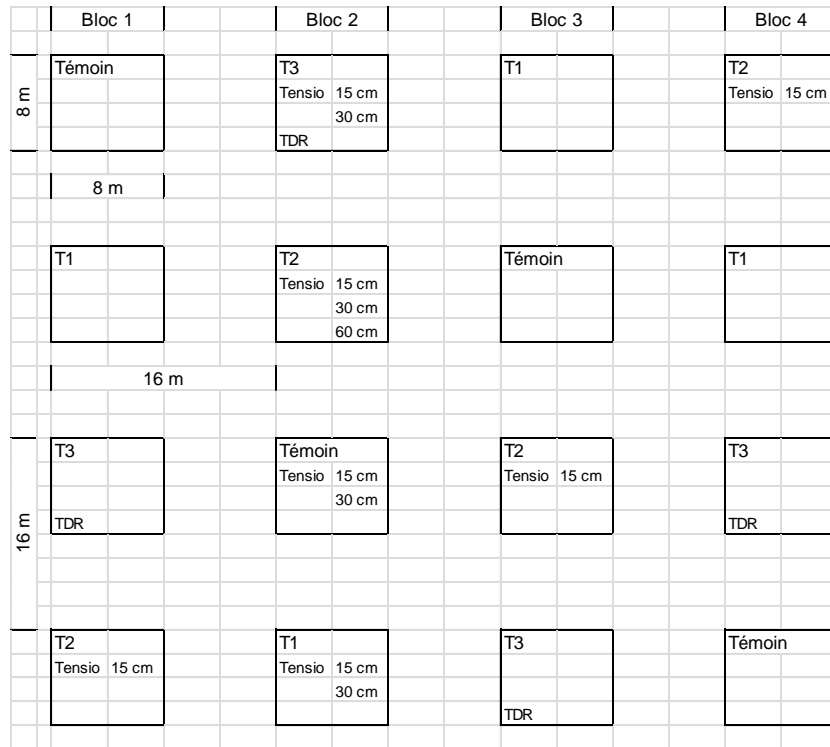 Bloc 1 Bloc 2 Bloc 3 Bloc 4
Témoin T3 T1 T2
Tensio 15 cm Tensio 15 cm
8 m
30 cm
TDR
8 m
T1 T2 Témoin T1
Tensio 15 cm
30 cm
60 cm
16 m
T3 Témoin T2 T3
Tensio 15 cm Tensio 15 cm
30 cm
16 m
TDR TDR
T2 T1 T3 Témoin
Tensio 15 cm Tensio 15 cm
30 cm
TDR